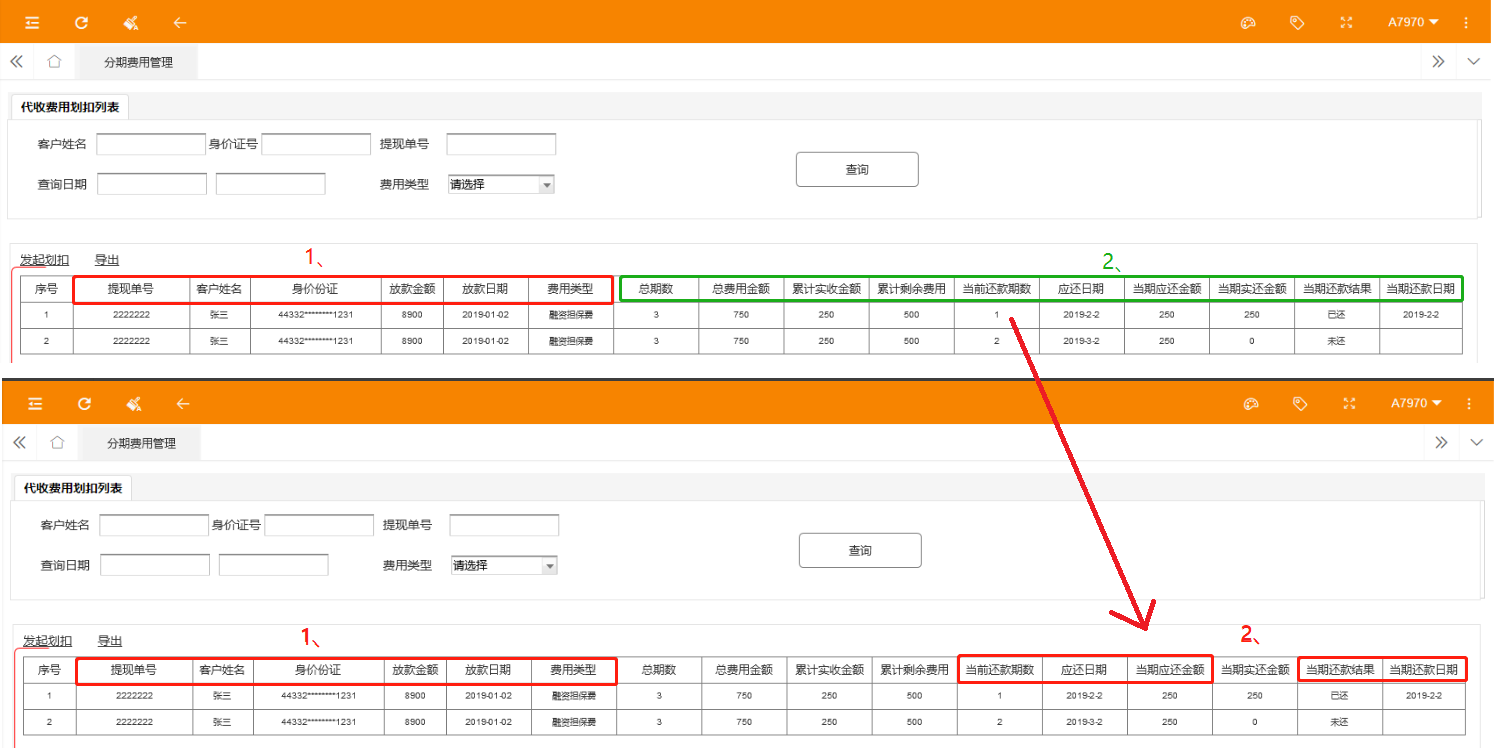 A7970
分期费用管理
代收费用划扣列表
客户姓名 身价证号 提现单号
查询
查询日期 费用类型 请选择
1、 2、
发起划扣 导出
序号 提现单号 客户姓名 身价份证 放款金额 放款日期 费用类型 总期数 总费用金额 累计实收金额 累计剩余费用 当前还款期数 应还日期 当期应还金额 当期实还金额 当期还款结果 当期还款日期
1 2222222 张三 44332********1231 8900 2019-01-02 融资担保费 3 750 250 500 1 2019-2-2 250 250 已还 2019-2-2
2 2222222 张三 44332********1231 8900 2019-01-02 融资担保费 3 750 250 500 2 2019-3-2 250 0 未还
A7970
分期费用管理
代收费用划扣列表
客户姓名 身价证号 提现单号
查询
查询日期 费用类型 请选择
1、 2、
发起划扣 导出
序号 提现单号 客户姓名 身价份证 放款金额 放款日期 费用类型 总期数 总费用金额 累计实收金额 累计剩余费用 当前还款期数 应还日期 当期应还金额 当期实还金额 当期还款结果 当期还款日期
1 2222222 张三 44332********1231 8900 2019-01-02 融资担保费 3 750 250 500 1 2019-2-2 250 250 已还 2019-2-2
2 2222222 张三 44332********1231 8900 2019-01-02 融资担保费 3 750 250 500 2 2019-3-2 250 0 未还